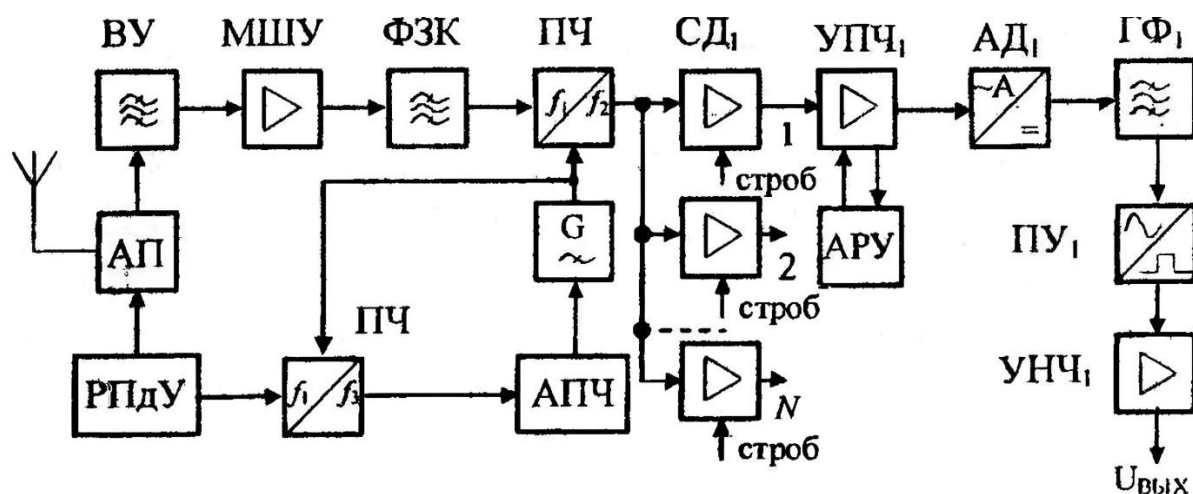 ВУ МШУ ФЗК ПЧ СД₁ УПЧ₁ АД₁ ГФ₁
f₁ f₂ ~A =
1
строб
АП G АРУ ПУ₁
2
строб
ПЧ
РПдУ f₁ f₃ АПЧ N УНЧ₁
строб
Uвых